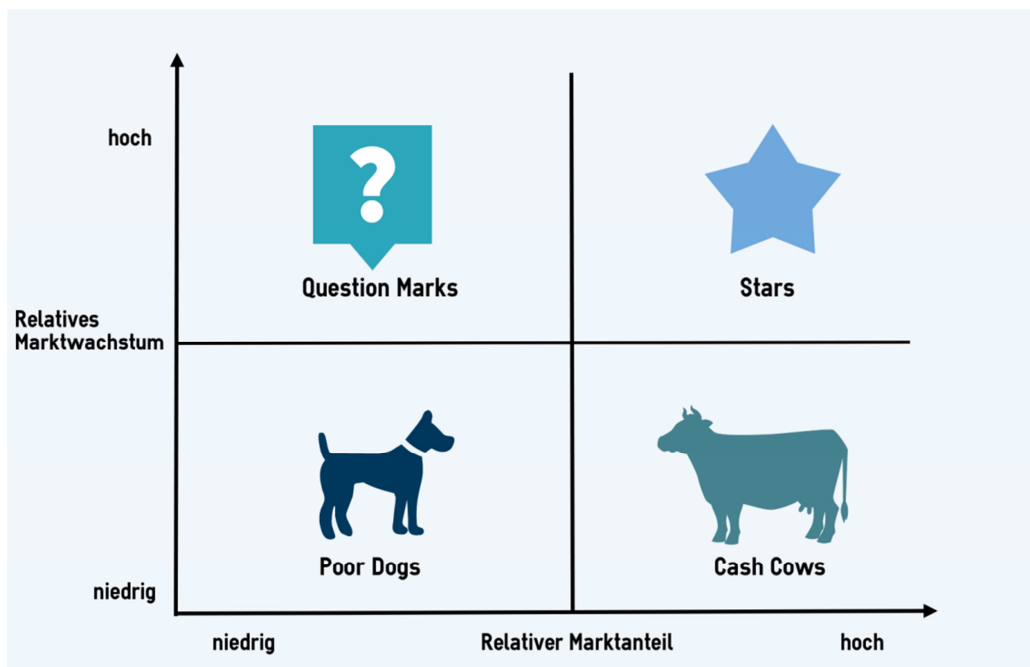 hoch
?
Question Marks
Stars
Relatives
Marktwachstum
Poor Dogs
Cash Cows
niedrig
niedrig
Relativer Marktanteil
hoch